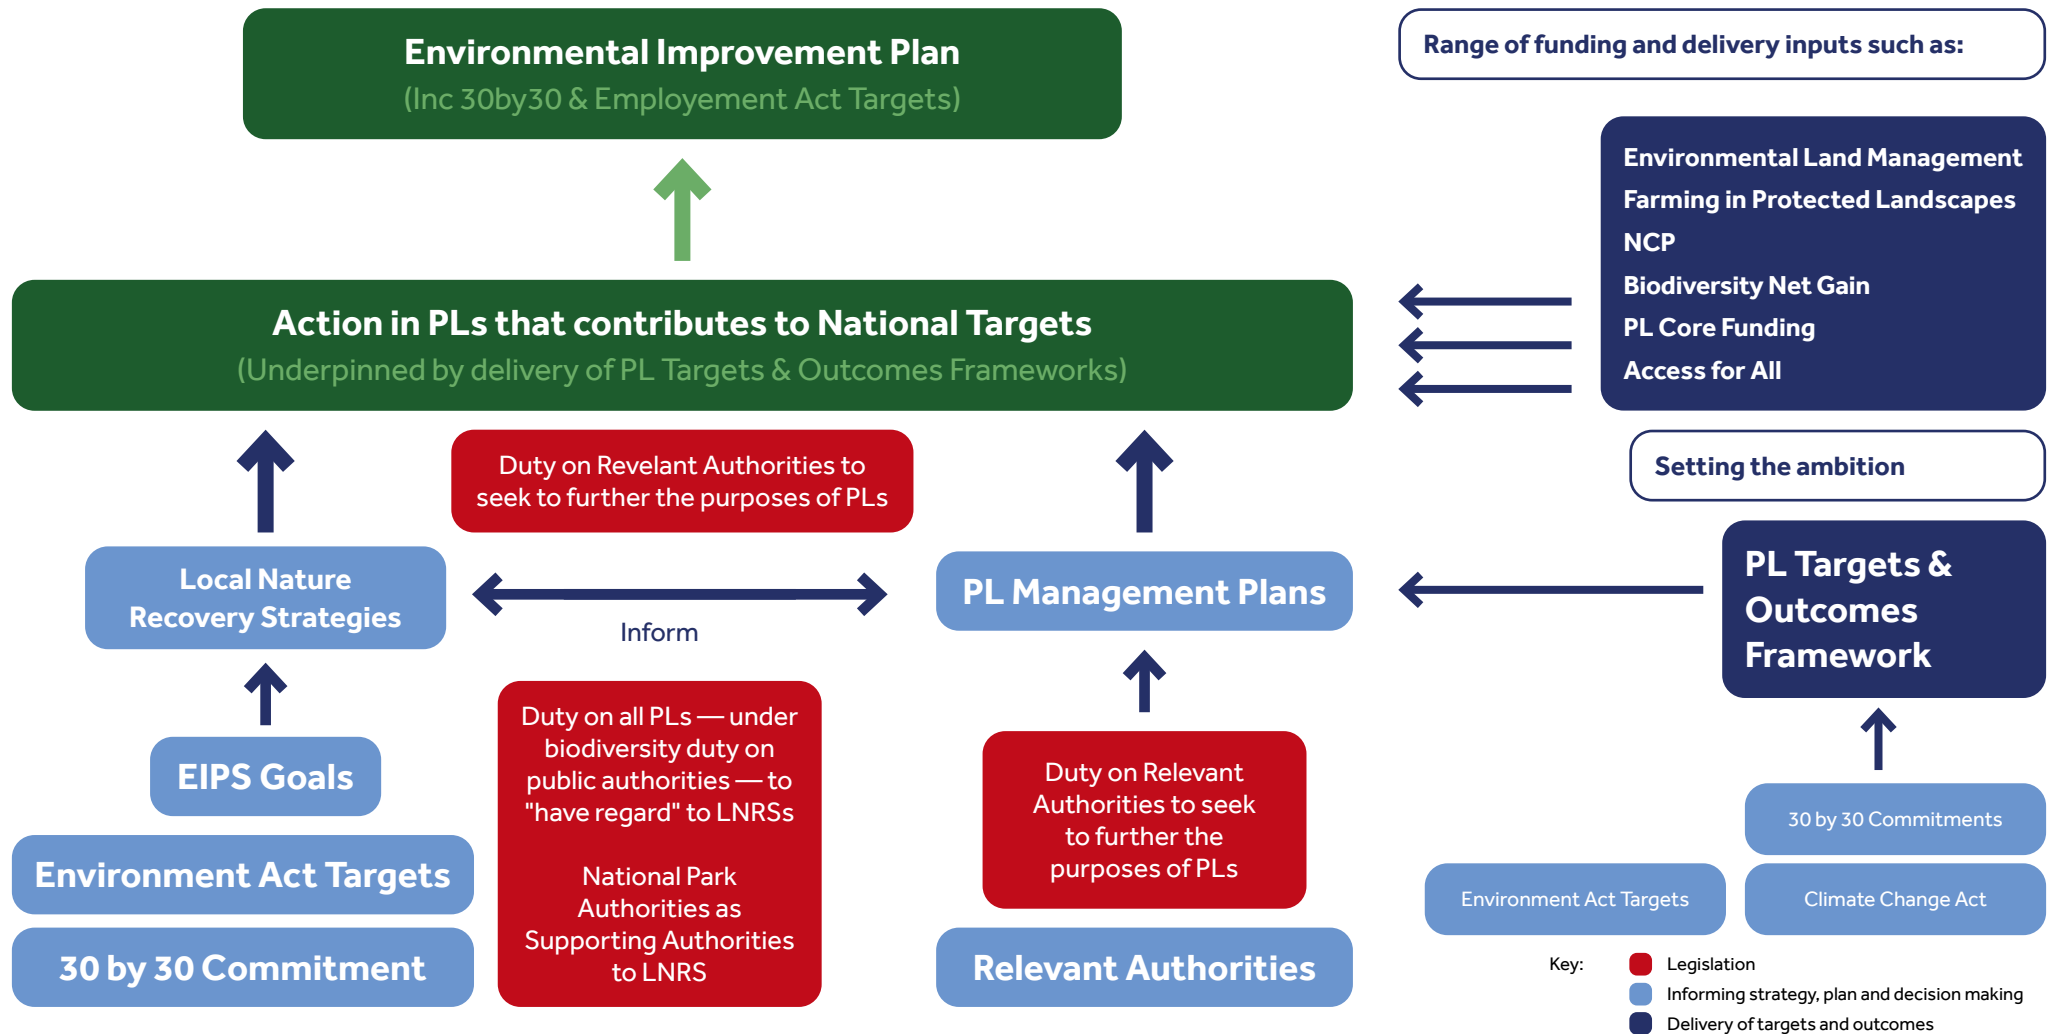 Environmental Improvement Plan
(Inc 30by30 & Employement Act Targets)
Range of funding and delivery inputs such as:
Environmental Land Management
Farming in Protected Landscapes
NCP
Biodiversity Net Gain
PL Core Funding
Access for All
Action in PLs that contributes to National Targets
(Underpinned by delivery of PL Targets & Outcomes Frameworks)
Duty on Revelant Authorities to
seek to further the purposes of PLs
Setting the ambition
Local Nature
Recovery Strategies
Inform
PL Management Plans
PL Targets &
Outcomes
Framework
EIPS Goals
Environment Act Targets
30 by 30 Commitment
Duty on all PLs — under
biodiversity duty on
public authorities — to
"have regard" to LNRSs
National Park
Authorities as
Supporting Authorities
to LNRS
Duty on Relevant
Authorities to seek
to further the
purposes of PLs
Relevant Authorities
30 by 30 Commitments
Environment Act Targets
Climate Change Act
Key:
Legislation
Informing strategy, plan and decision making
Delivery of targets and outcomes